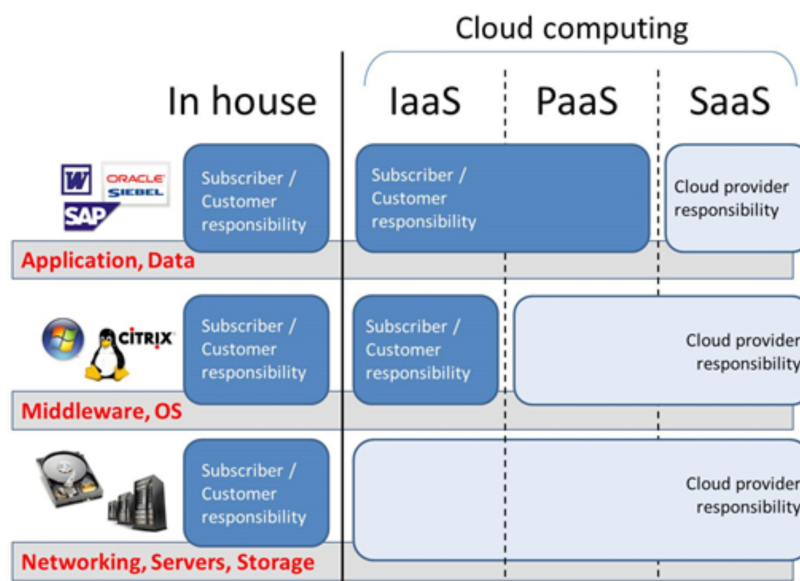 Cloud computing
In house
IaaS
PaaS
SaaS
W
ORACLE
SIEBEL
SAP
Subscriber /
Customer
responsibility
Subscriber /
Customer
responsibility
Cloud provider
responsibility
Application, Data
CİTRIX
Subscriber /
Customer
responsibility
Subscriber /
Customer
responsibility
Cloud provider
responsibility
Middleware, OS
Subscriber /
Customer
responsibility
Cloud provider
responsibility
Networking, Servers, Storage